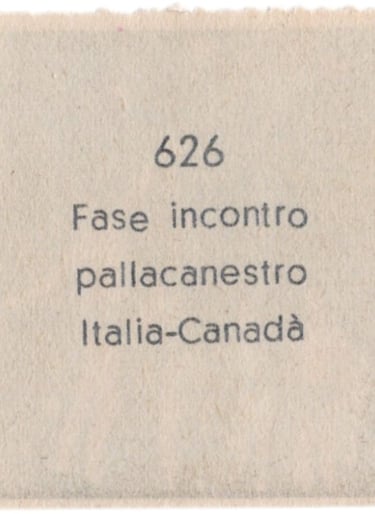 626
Fase incontro
pallacanestro
Italia-Canadà